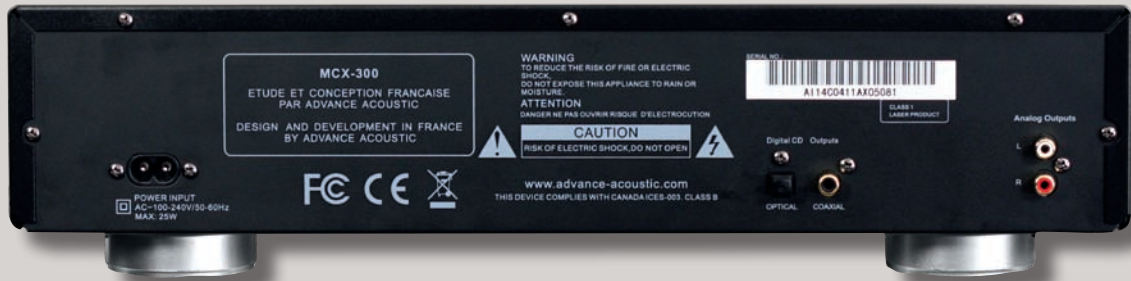 MCX-300
ETUDE ET CONCEPTION FRANCAISE
PAR ADVANCE ACOUSTIC
DESIGN AND DEVELOPMENT IN FRANCE
BY ADVANCE ACOUSTIC
WARNING
TO REDUCE THE RISK OF FIRE OR ELECTRIC
SHOCK,
DO NOT EXPOSE THIS APPLIANCE TO RAIN OR
MOISTURE.
ATTENTION
DANGER NE PAS OUVRIR RISQUE D'ELECTROCUTION
CAUTION
RISK OF ELECTRIC SHOCK,DO NOT OPEN
SERIAL NO.:
A114C0411AX05081
CLASS 1
LASER PRODUCT
Analog Outputs
L
R
Digital CD Outputs
OPTICAL COAXIAL
POWER INPUT
AC~100-240V/50-60Hz
MAX: 25W
FC CE
www.advance-acoustic.com
THIS DEVICE COMPLIES WITH CANADA ICES-003. CLASS B